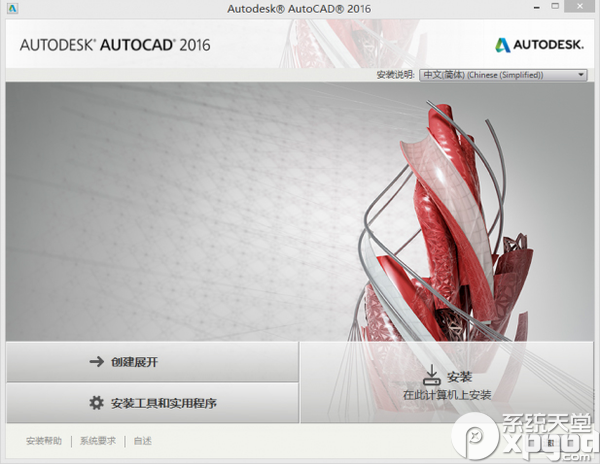 Autodesk® AutoCAD® 2016
AUTODESK® AUTOCAD® 2016
AUTODESK.
安装说明: 中文(简体) (Chinese (Simplified))
创建展开
安装工具和实用程序
安装
在此计算机上安装
安装帮助 | 系统要求 | 自述
系统天堂